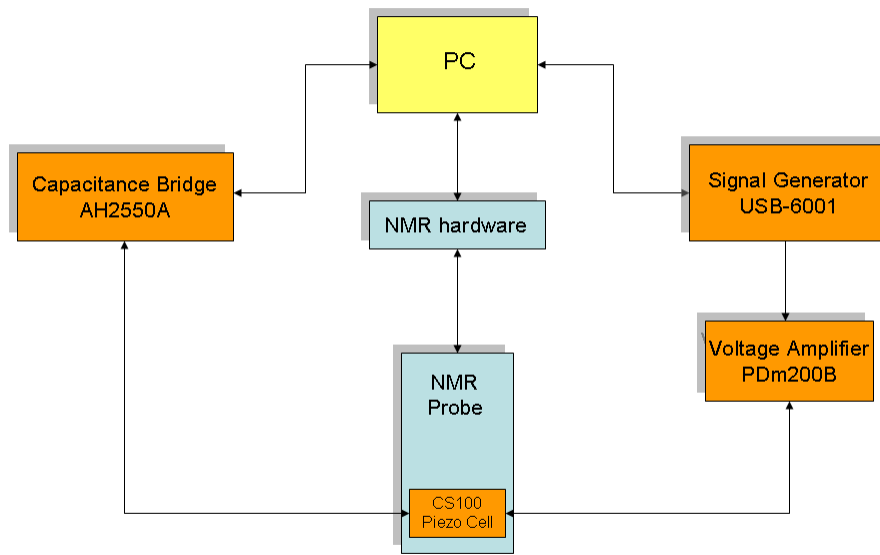 PC
Capacitance Bridge
AH2550A
NMR hardware
Signal Generator
USB-6001
Voltage Amplifier
PDm200B
NMR
Probe
CS100
Piezo Cell